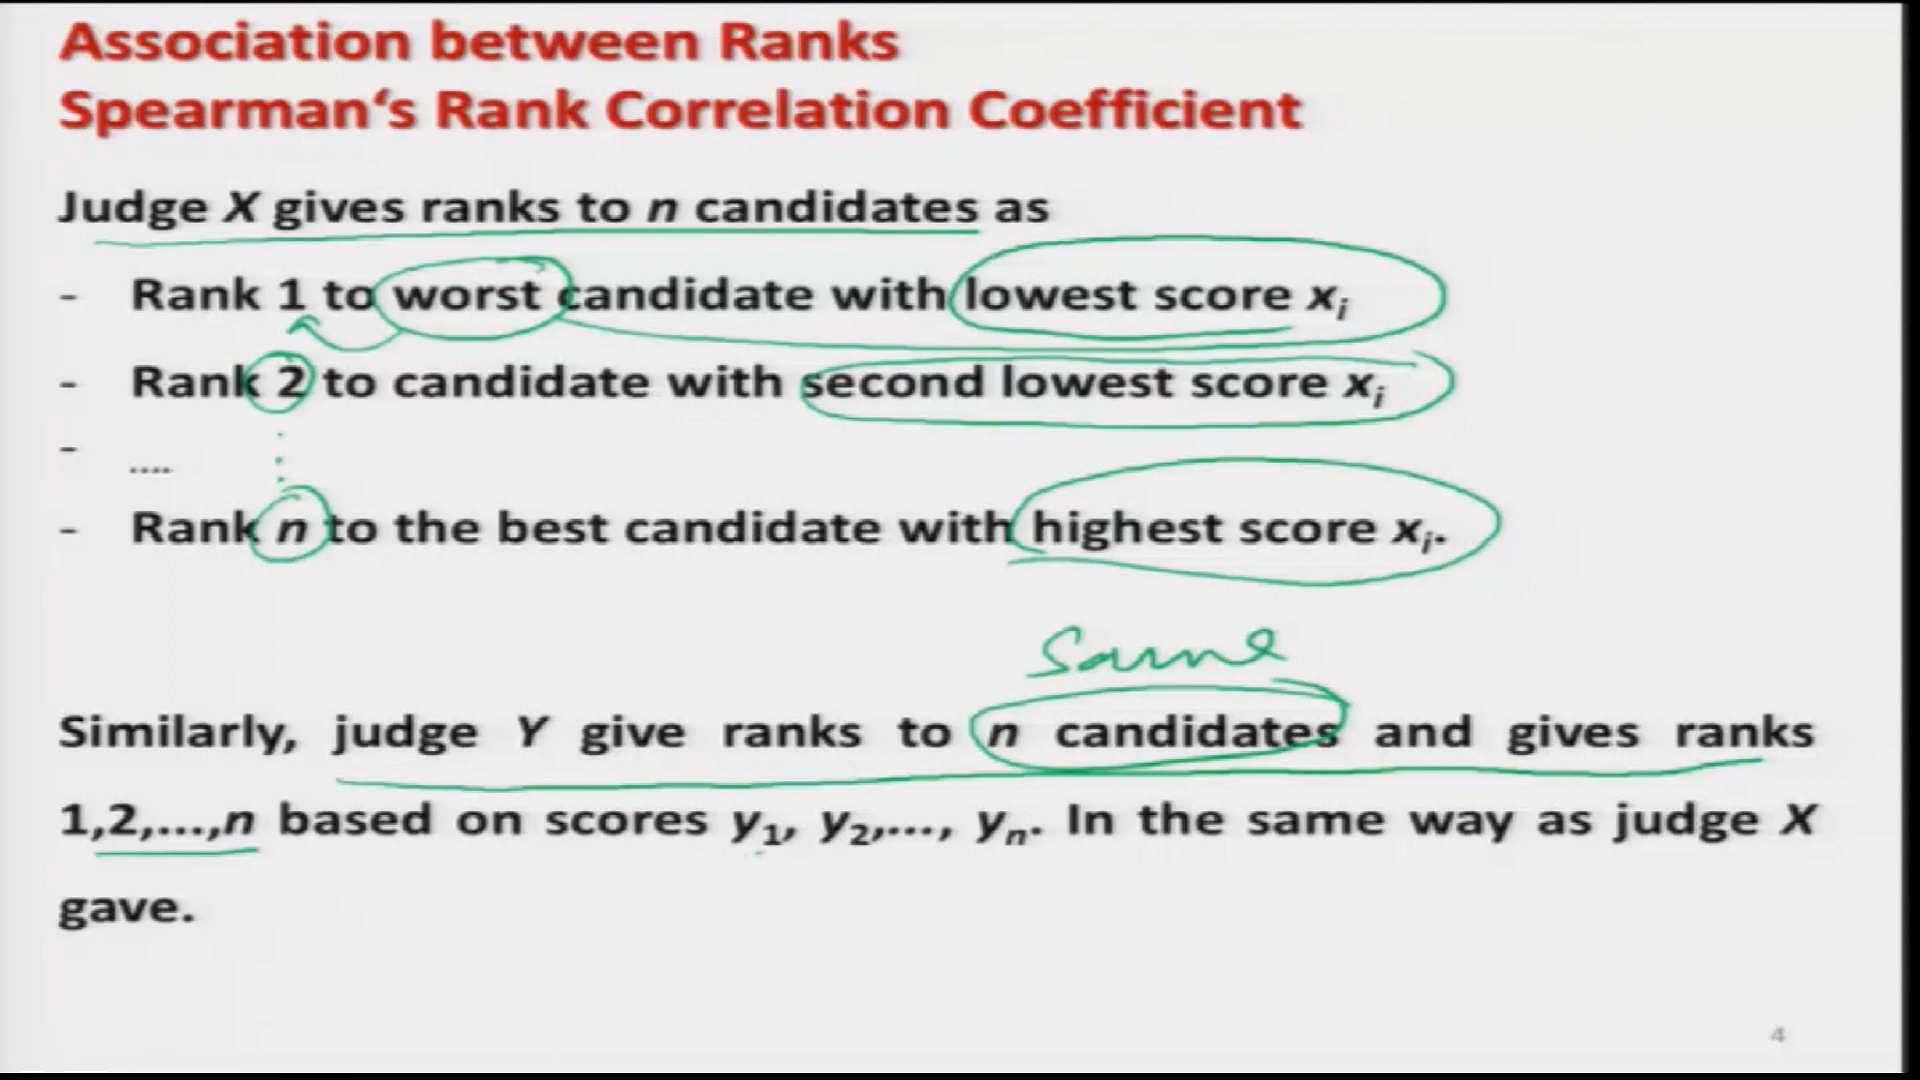 Association between Ranks
Spearman‘s Rank Correlation Coefficient
Judge X gives ranks to n candidates as
- Rank 1 to worst candidate with lowest score xᵢ
- Rank 2 to candidate with second lowest score xᵢ
- ....
- Rank n to the best candidate with highest score xᵢ.
Same
Similarly, judge Y give ranks to n candidates and gives ranks
1,2,...,n based on scores y₁, y₂,..., yₙ. In the same way as judge X
gave.
4